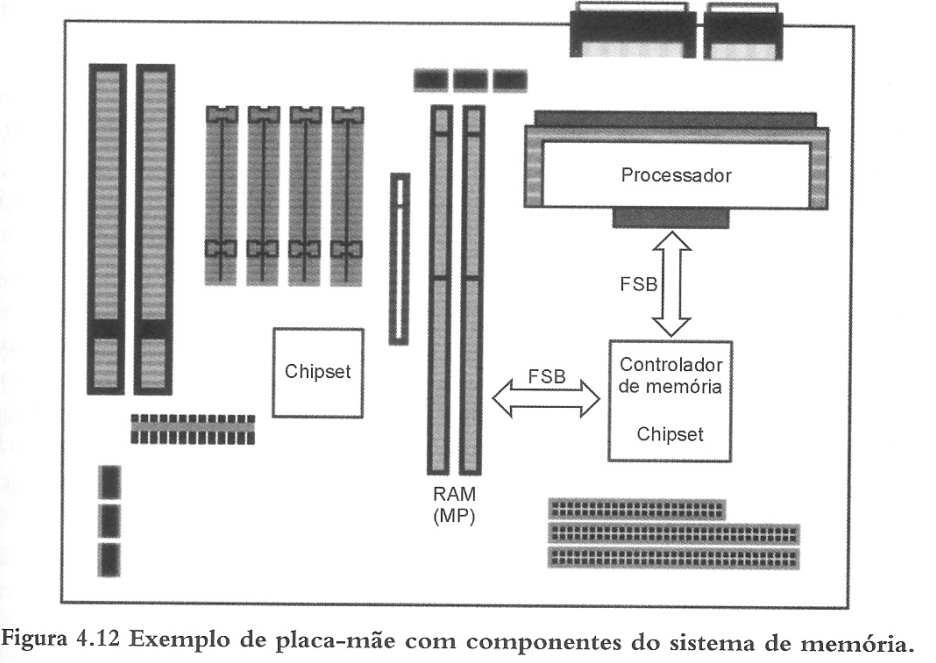 Processador
FSB
Chipset
FSB
Controlador
de memória
Chipset
RAM
(MP)
Figura 4.12 Exemplo de placa-mãe com componentes do sistema de memória.